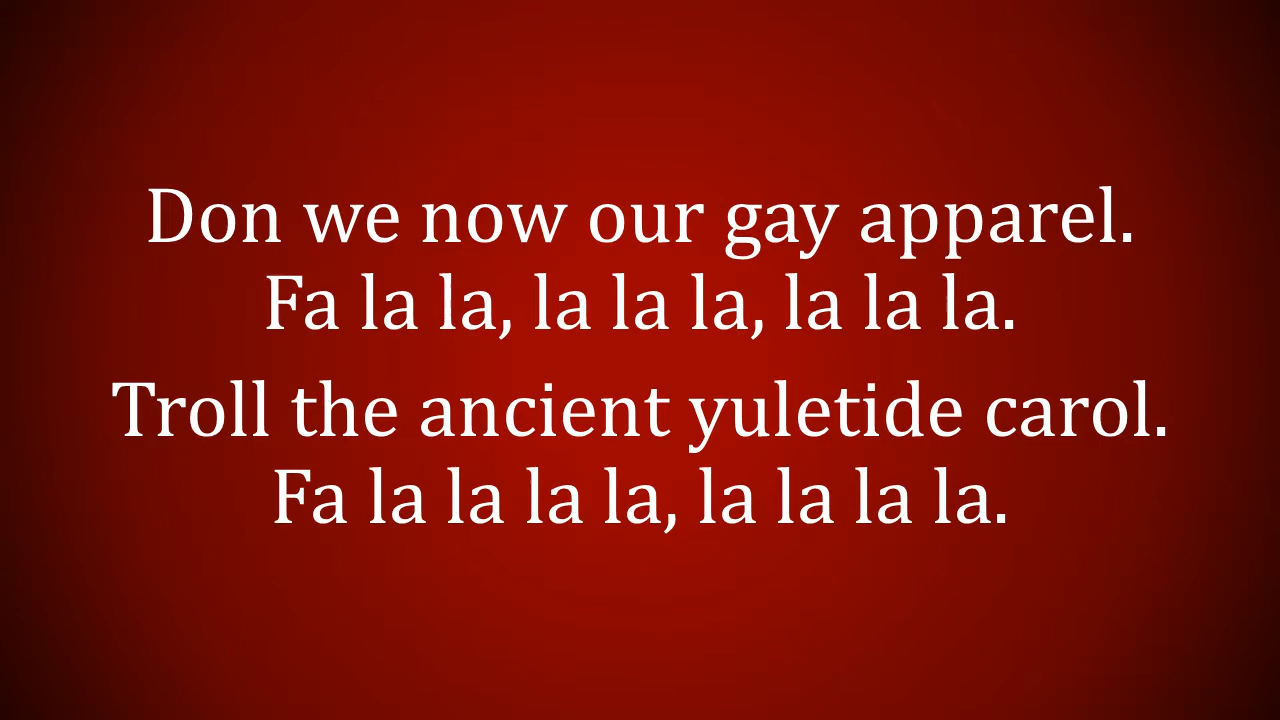 Don we now our gay apparel.
Fa la la, la la la, la la la.
Troll the ancient yuletide carol.
Fa la la la la, la la la la.